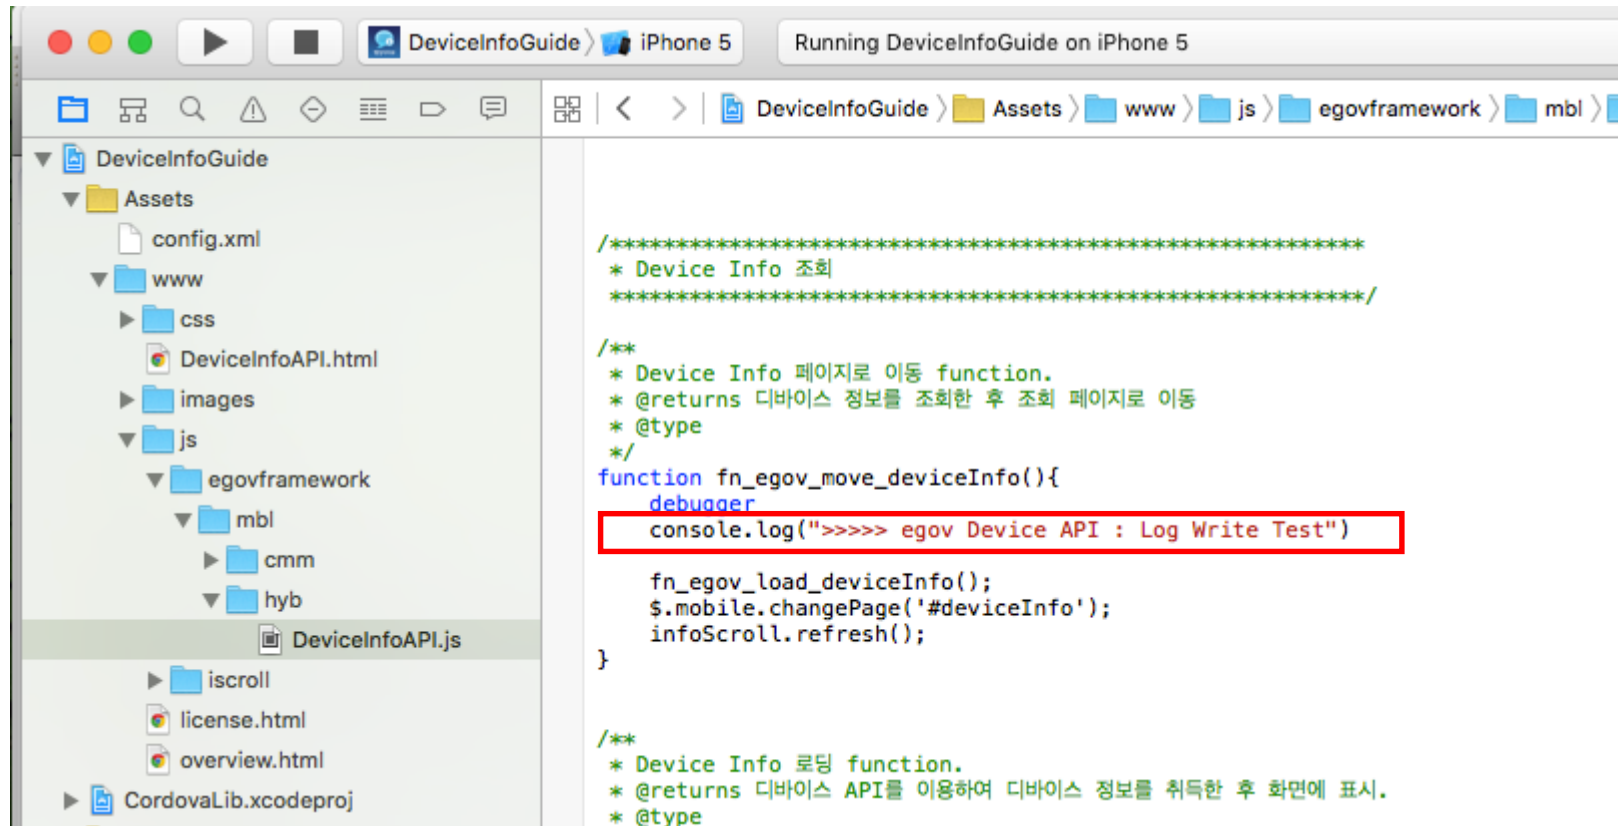 DeviceInfoGuide iPhone 5
Running DeviceInfoGuide on iPhone 5
DeviceInfoGuide Assets www js egovframework mbl
DeviceInfoGuide
Assets
config.xml
www
css
DeviceInfoAPI.html
images
js
egovframework
mbl
cmm
hyb
DeviceInfoAPI.js
iscroll
license.html
overview.html
CordovaLib.xcodeproj
/*********************************************************
* Device Info 조회
*********************************************************/
/**
* Device Info 페이지로 이동 function.
* @returns 디바이스 정보를 조회한 후 조회 페이지로 이동
* @type
*/
function fn_egov_move_deviceInfo(){
debugger
console.log(">>>>> egov Device API : Log Write Test")
fn_egov_load_deviceInfo();
$.mobile.changePage('#deviceInfo');
infoScroll.refresh();
}
/**
* Device Info 로딩 function.
* @returns 디바이스 API를 이용하여 디바이스 정보를 취득한 후 화면에 표시.
* @type